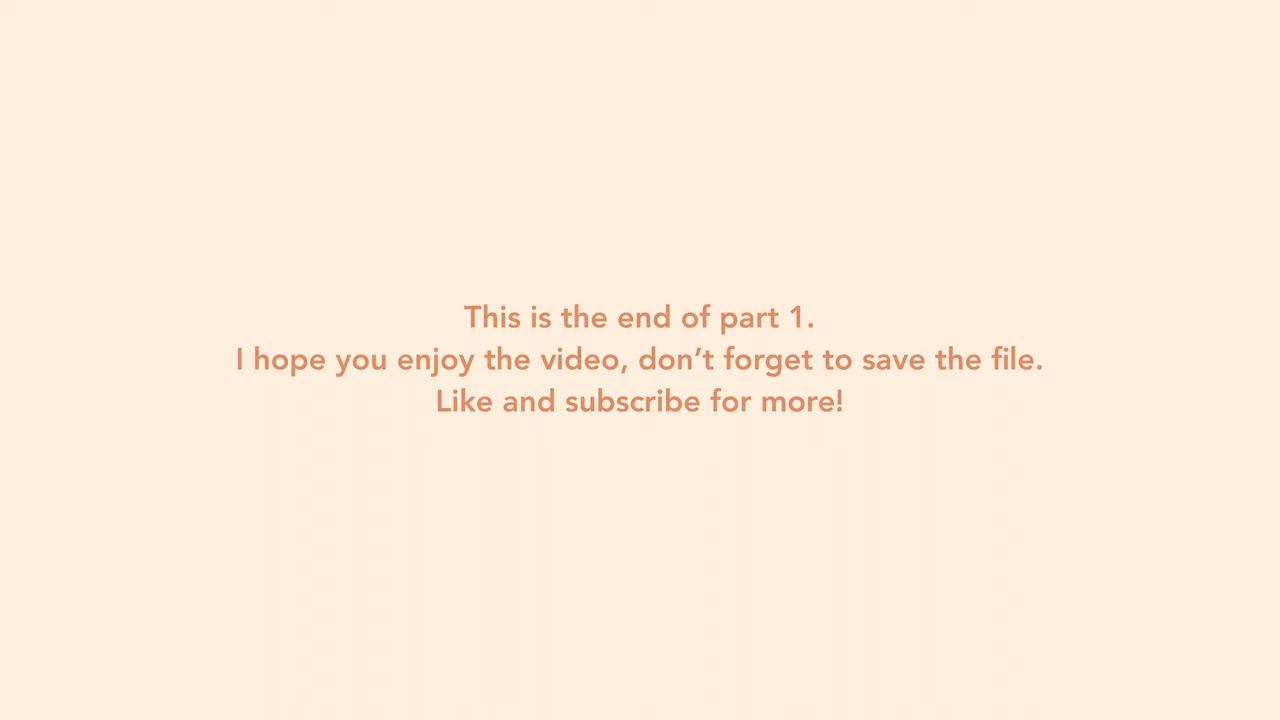 This is the end of part 1.
I hope you enjoy the video, don’t forget to save the file.
Like and subscribe for more!